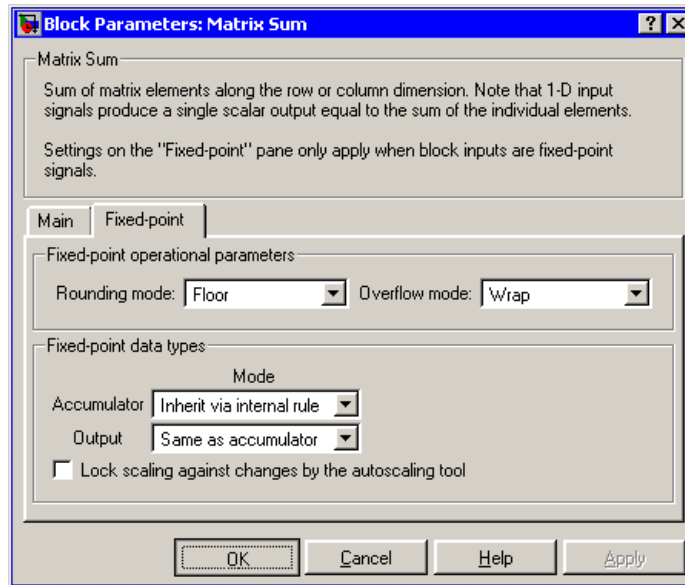 Block Parameters: Matrix Sum
Matrix Sum
Sum of matrix elements along the row or column dimension. Note that 1-D input
signals produce a single scalar output equal to the sum of the individual elements.
Settings on the "Fixed-point" pane only apply when block inputs are fixed-point
signals.
Main Fixed-point
Fixed-point operational parameters
Rounding mode: Floor Overflow mode: Wrap
Fixed-point data types
Mode
Accumulator Inherit via internal rule
Output Same as accumulator
Lock scaling against changes by the autoscaling tool
OK Cancel Help Apply